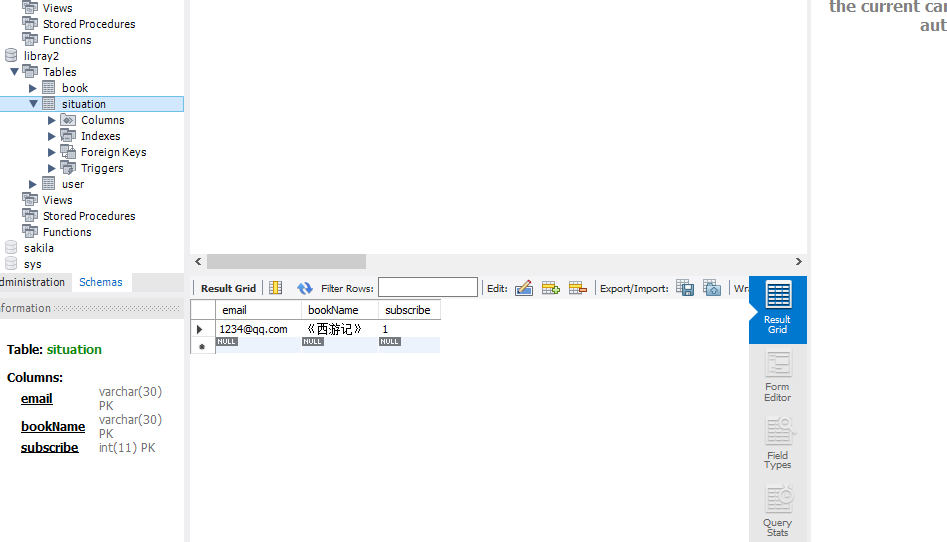 Views
Stored Procedures
Functions
libray2
Tables
book
situation
Columns
Indexes
Foreign Keys
Triggers
user
Views
Stored Procedures
Functions
sakila
sys
dministration Schemas
nformation
Table: situation
Columns:
email varchar(30) PK
bookName varchar(30) PK
subscribe int(11) PK
the current car
aut
Result Grid Filter Rows: Edit: Export/Import: Wr
email bookName subscribe
1234@qq.com 《西游记》 1
NULL NULL NULL
Result Grid
Form Editor
Field Types
Query Stats